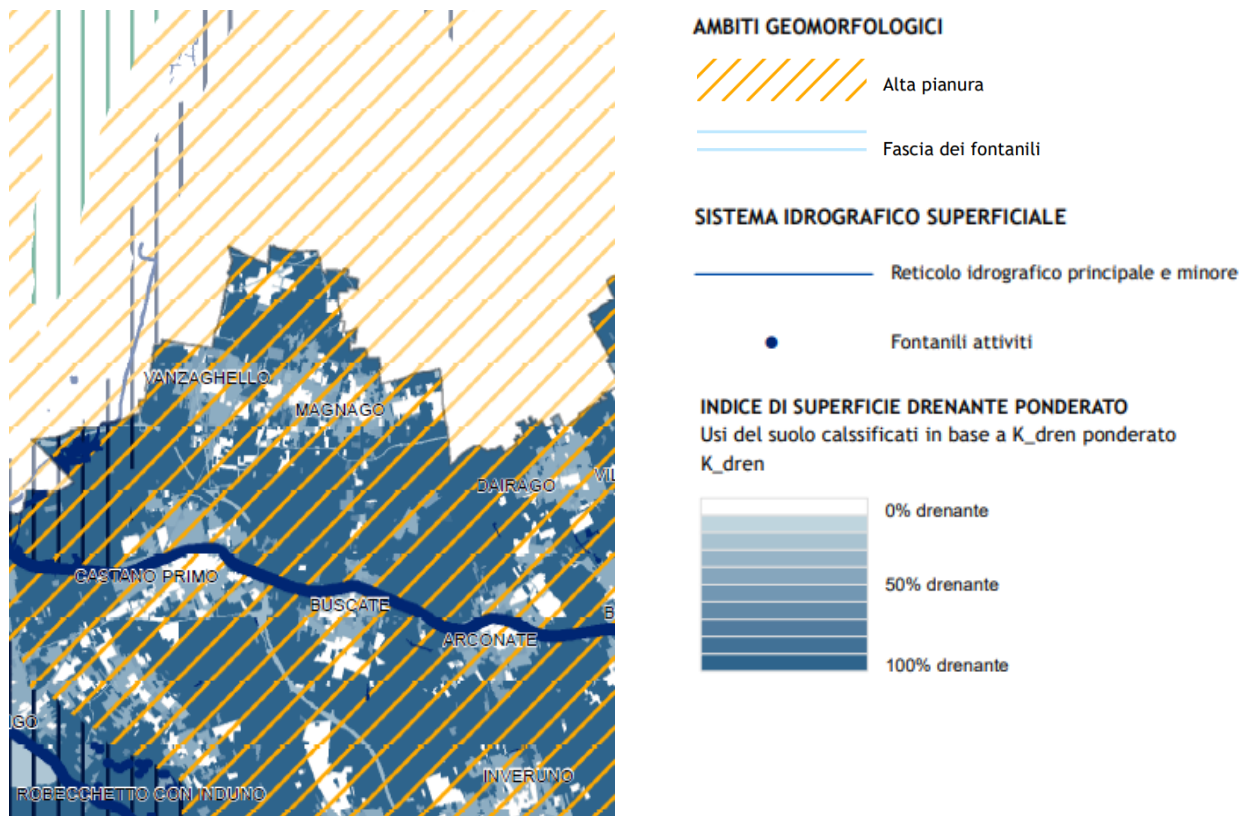 VANZAGHELLO
MAGNAGO
DAIRAGO
VIL
CASTANO PRIMO
BUSCATE
B
ARCONATE
IGO
INVERUNO
ROBECCHETTO CON INDUNO
AMBITI GEOMORFOLOGICI
Alta pianura
Fascia dei fontanili
SISTEMA IDROGRAFICO SUPERFICIALE
Reticolo idrografico principale e minore
Fontanili attiviti
INDICE DI SUPERFICIE DRENANTE PONDERATO
Usi del suolo calssificati in base a K_dren ponderato
K_dren
0% drenante
50% drenante
100% drenante